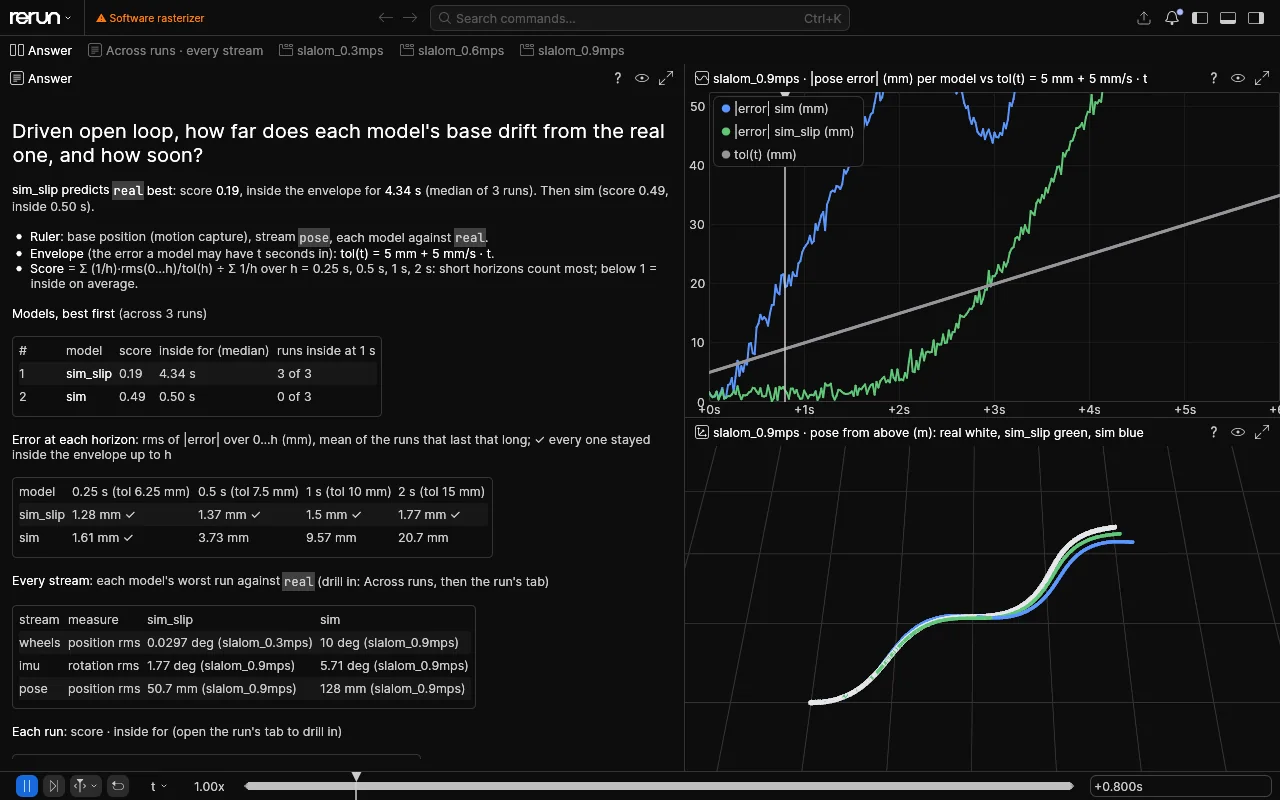 rerun
Software rasterizer
Search commands...
Ctrl+K
Answer
Across runs · every stream
slalom_0.3mps
slalom_0.6mps
slalom_0.9mps
Answer
?
Driven open loop, how far does each model's base drift from the real
one, and how soon?
sim_slip predicts real best: score 0.19, inside the envelope for 4.34 s (median of 3 runs). Then sim (score 0.49,
inside 0.50 s).
• Ruler: base position (motion capture), stream pose, each model against real.
• Envelope (the error a model may have t seconds in): tol(t) = 5 mm + 5 mm/s · t.
• Score = Σ (1/h)·rms(0...h)/tol(h) ÷ Σ 1/h over h = 0.25 s, 0.5 s, 1 s, 2 s: short horizons count most; below 1 =
inside on average.
Models, best first (across 3 runs)
# model score inside for (median) runs inside at 1 s
1 sim_slip 0.19 4.34 s 3 of 3
2 sim 0.49 0.50 s 0 of 3
Error at each horizon: rms of |error| over 0...h (mm), mean of the runs that last that long; ✓ every one stayed
inside the envelope up to h
model 0.25 s (tol 6.25 mm) 0.5 s (tol 7.5 mm) 1 s (tol 10 mm) 2 s (tol 15 mm)
sim_slip 1.28 mm ✓ 1.37 mm ✓ 1.5 mm ✓ 1.77 mm ✓
sim 1.61 mm ✓ 3.73 mm 9.57 mm 20.7 mm
Every stream: each model's worst run against real (drill in: Across runs, then the run's tab)
stream measure sim_slip sim
wheels position rms 0.0297 deg (slalom_0.3mps) 10 deg (slalom_0.9mps)
imu rotation rms 1.77 deg (slalom_0.9mps) 5.71 deg (slalom_0.9mps)
pose position rms 50.7 mm (slalom_0.9mps) 128 mm (slalom_0.9mps)
Each run: score · inside for (open the run's tab to drill in)
slalom_0.9mps · |pose error| (mm) per model vs tol(t) = 5 mm + 5 mm/s · t
?
|error| sim (mm)
|error| sim_slip (mm)
tol(t) (mm)
50
40
30
20
10
0
+0s +1s +2s +3s +4s +5s
slalom_0.9mps · pose from above (m): real white, sim_slip green, sim blue
?
t
1.00x
+0.800s